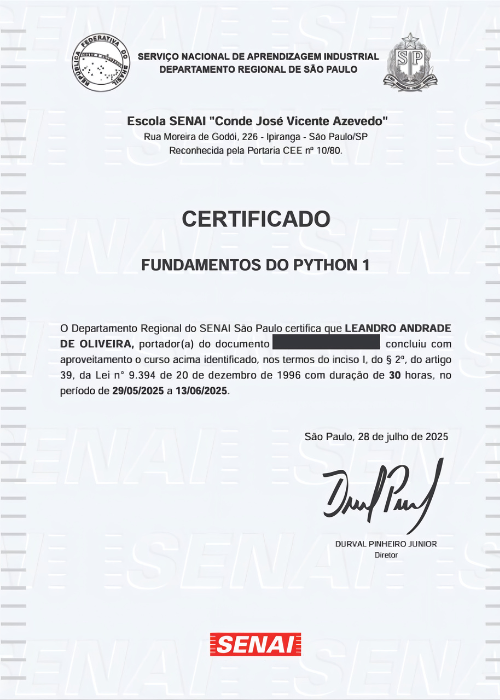 REPÚBLICA FEDERATIVA DO BRASIL
SERVIÇO NACIONAL DE APRENDIZAGEM INDUSTRIAL
DEPARTAMENTO REGIONAL DE SÃO PAULO
SP
Escola SENAI "Conde José Vicente Azevedo"
Rua Moreira de Godói, 226 - Ipiranga - São Paulo/SP
Reconhecida pela Portaria CEE nº 10/80.
CERTIFICADO
FUNDAMENTOS DO PYTHON 1
O Departamento Regional do SENAI São Paulo certifica que LEANDRO ANDRADE
DE OLIVEIRA, portador(a) do documento concluiu com
aproveitamento o curso acima identificado, nos termos do inciso I, do § 2º, do artigo
39, da Lei n° 9.394 de 20 de dezembro de 1996 com duração de 30 horas, no
período de 29/05/2025 a 13/06/2025.
São Paulo, 28 de julho de 2025
DURVAL PINHEIRO JUNIOR
Diretor
SENAI